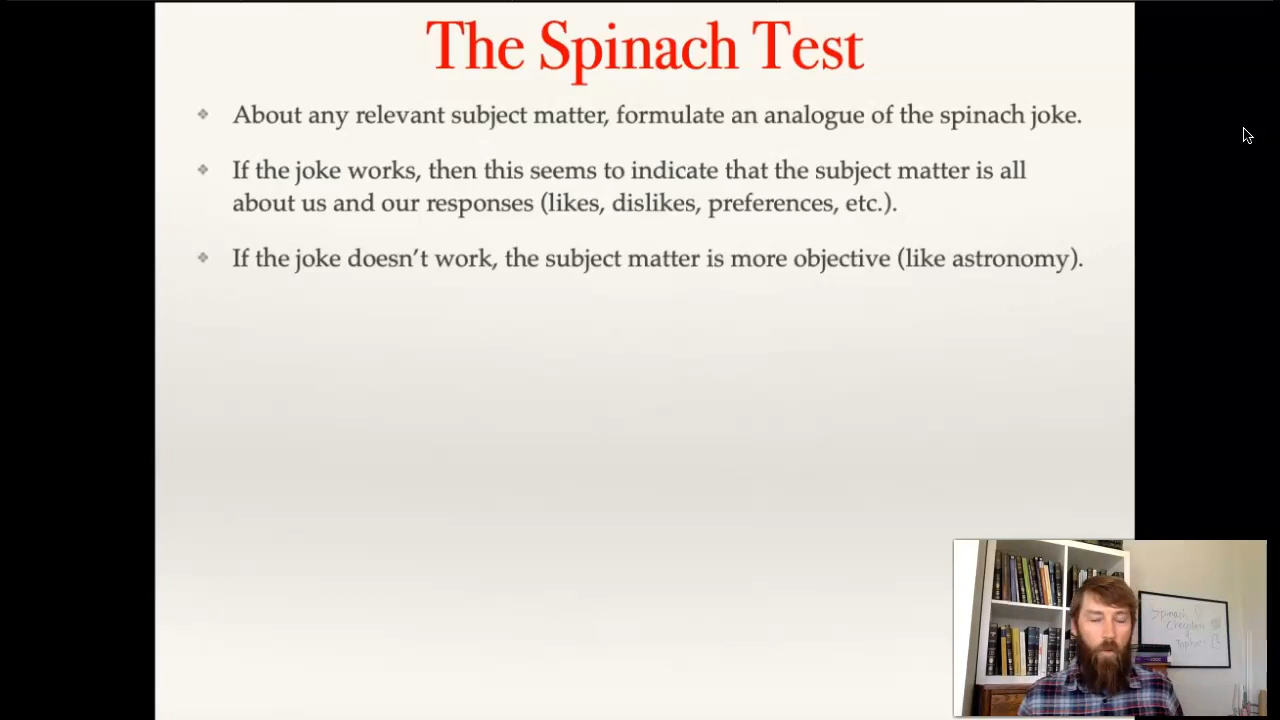 The Spinach Test
❖ About any relevant subject matter, formulate an analogue of the spinach joke.
❖ If the joke works, then this seems to indicate that the subject matter is all
about us and our responses (likes, dislikes, preferences, etc.).
❖ If the joke doesn’t work, the subject matter is more objective (like astronomy).
Spinach